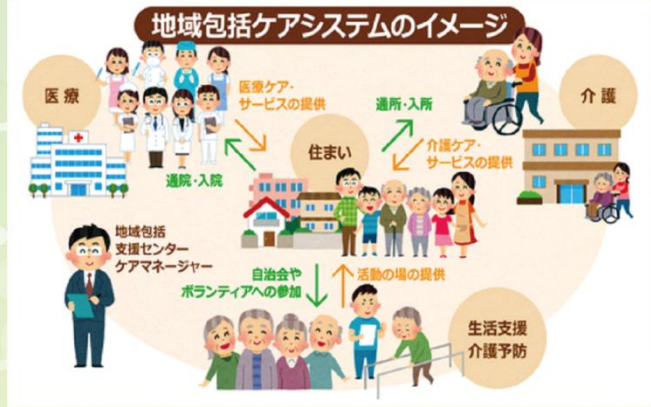 地域包括ケアシステムのイメージ
医療
医療ケア・
サービスの提供
通院・入院
住まい
通所・入所
介護ケア・
サービスの提供
介護
地域包括
支援センター
ケアマネージャー
自治会や
ボランティアへの参加
活動の場の提供
生活支援
介護予防